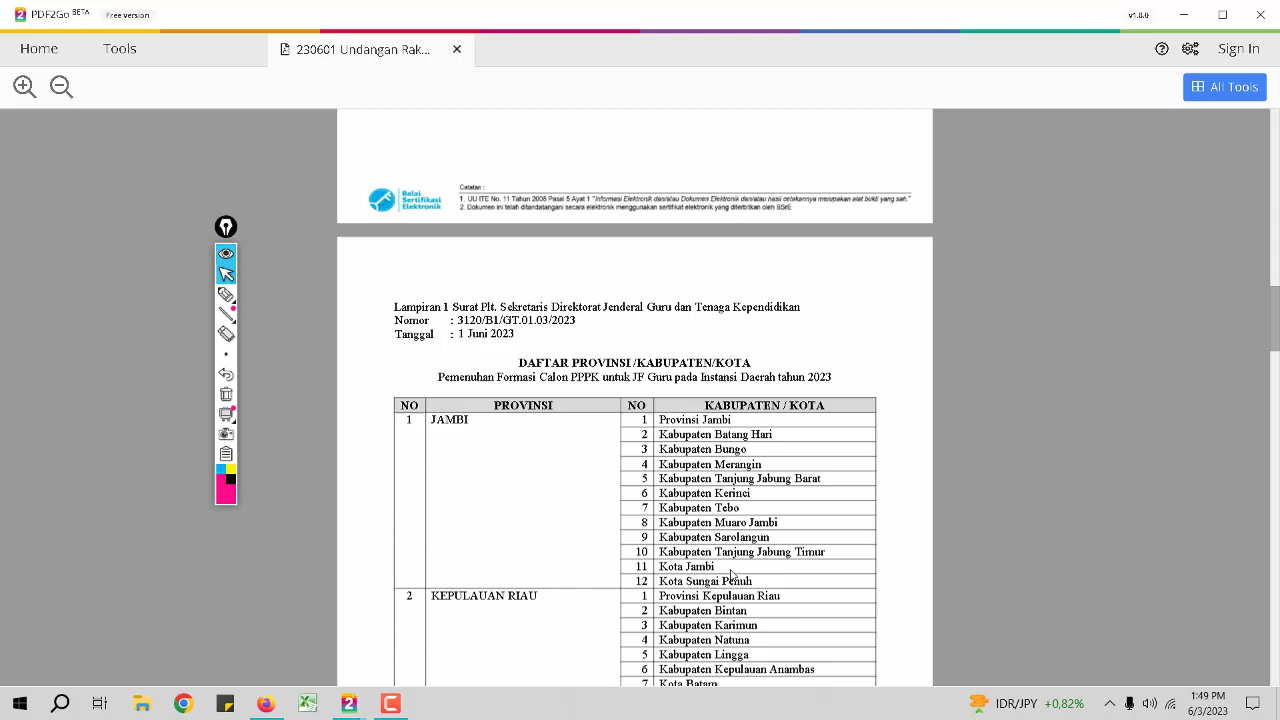 PDF2Go BETA Free version v1.8.0
Home Tools 230601 Undangan Rak... Sign In
All Tools
Balai Sertifikasi Elektronik
Catatan :
1. UU ITE No. 11 Tahun 2008 Pasal 5 Ayat 1 "Informasi Elektronik dan/atau Dokumen Elektronik dan/atau hasil cetakannya merupakan alat bukti yang sah."
2. Dokumen ini telah ditandatangani secara elektronik menggunakan sertifikat elektronik yang diterbitkan oleh BSrE
Lampiran 1 Surat Plt. Sekretaris Direktorat Jenderal Guru dan Tenaga Kependidikan
Nomor : 3120/B1/GT.01.03/2023
Tanggal : 1 Juni 2023
DAFTAR PROVINSI /KABUPATEN/KOTA
Pemenuhan Formasi Calon PPPK untuk JF Guru pada Instansi Daerah tahun 2023
NO PROVINSI NO KABUPATEN / KOTA
1 JAMBI 1 Provinsi Jambi
2 Kabupaten Batang Hari
3 Kabupaten Bungo
4 Kabupaten Merangin
5 Kabupaten Tanjung Jabung Barat
6 Kabupaten Kerinci
7 Kabupaten Tebo
8 Kabupaten Muaro Jambi
9 Kabupaten Sarolangun
10 Kabupaten Tanjung Jabung Timur
11 Kota Jambi
12 Kota Sungai Penuh
2 KEPULAUAN RIAU 1 Provinsi Kepulauan Riau
2 Kabupaten Bintan
3 Kabupaten Karimun
4 Kabupaten Natuna
5 Kabupaten Lingga
6 Kabupaten Kepulauan Anambas
7 Kota Batam
IDR/JPY +0,82% 1:49 PM
6/3/2023